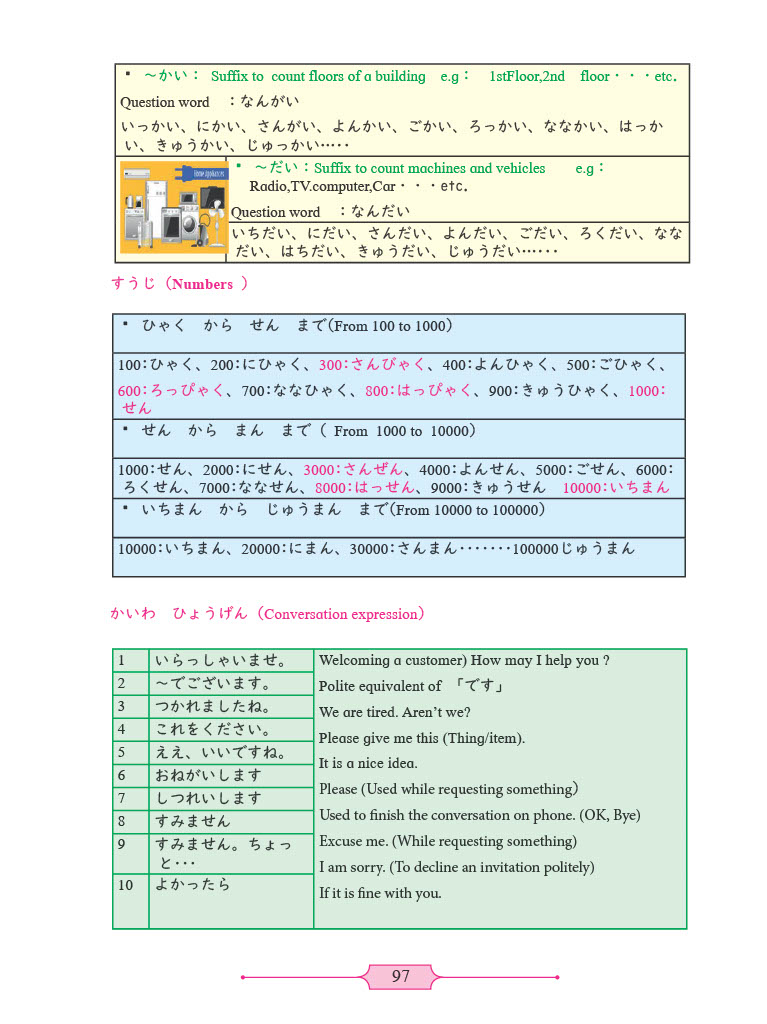 ▪ ～かい： Suffix to count floors of a building e.g： 1stFloor,2nd floor・・・etc.
Question word ：なんがい
いっかい、にかい、さんがい、よんかい、ごかい、ろっかい、ななかい、はっか
い、きゅうかい、じゅっかい…‥
Home Appliances
▪ ～だい：Suffix to count machines and vehicles e.g：
Radio,TV.computer,Car・・・etc.
Question word ：なんだい
いちだい、にだい、さんだい、よんだい、ごだい、ろくだい、なな
だい、はちだい、きゅうだい、じゅうだい…･･･
すうじ（Numbers ）
▪ ひゃく から せん まで(From 100 to 1000)
100:ひゃく、200:にひゃく、300:さんびゃく、400:よんひゃく、500:ごひゃく、
600:ろっぴゃく、700:ななひゃく、800:はっぴゃく、900:きゅうひゃく、1000:
せん
▪ せん から まん まで ( From 1000 to 10000)
1000:せん、2000:にせん、3000:さんぜん、4000:よんせん、5000:ごせん、6000:
ろくせん、7000:ななせん、8000:はっせん、9000:きゅうせん 10000:いちまん
▪ いちまん から じゅうまん まで(From 10000 to 100000)
10000:いちまん、20000:にまん、30000:さんまん･･･････100000じゅうまん
かいわ ひょうげん（Conversation expression）
1 いらっしゃいませ。
2 ～でございます。
3 つかれましたね。
4 これをください。
5 ええ、いいですね。
6 おねがいします
7 しつれいします
8 すみません
9 すみません。ちょっ
と･･･
10 よかったら
Welcoming a customer) How may I help you ?
Polite equivalent of 「です」
We are tired. Aren’t we?
Please give me this (Thing/item).
It is a nice idea.
Please (Used while requesting something）
Used to finish the conversation on phone. (OK, Bye)
Excuse me. (While requesting something)
I am sorry. (To decline an invitation politely)
If it is fine with you.
97